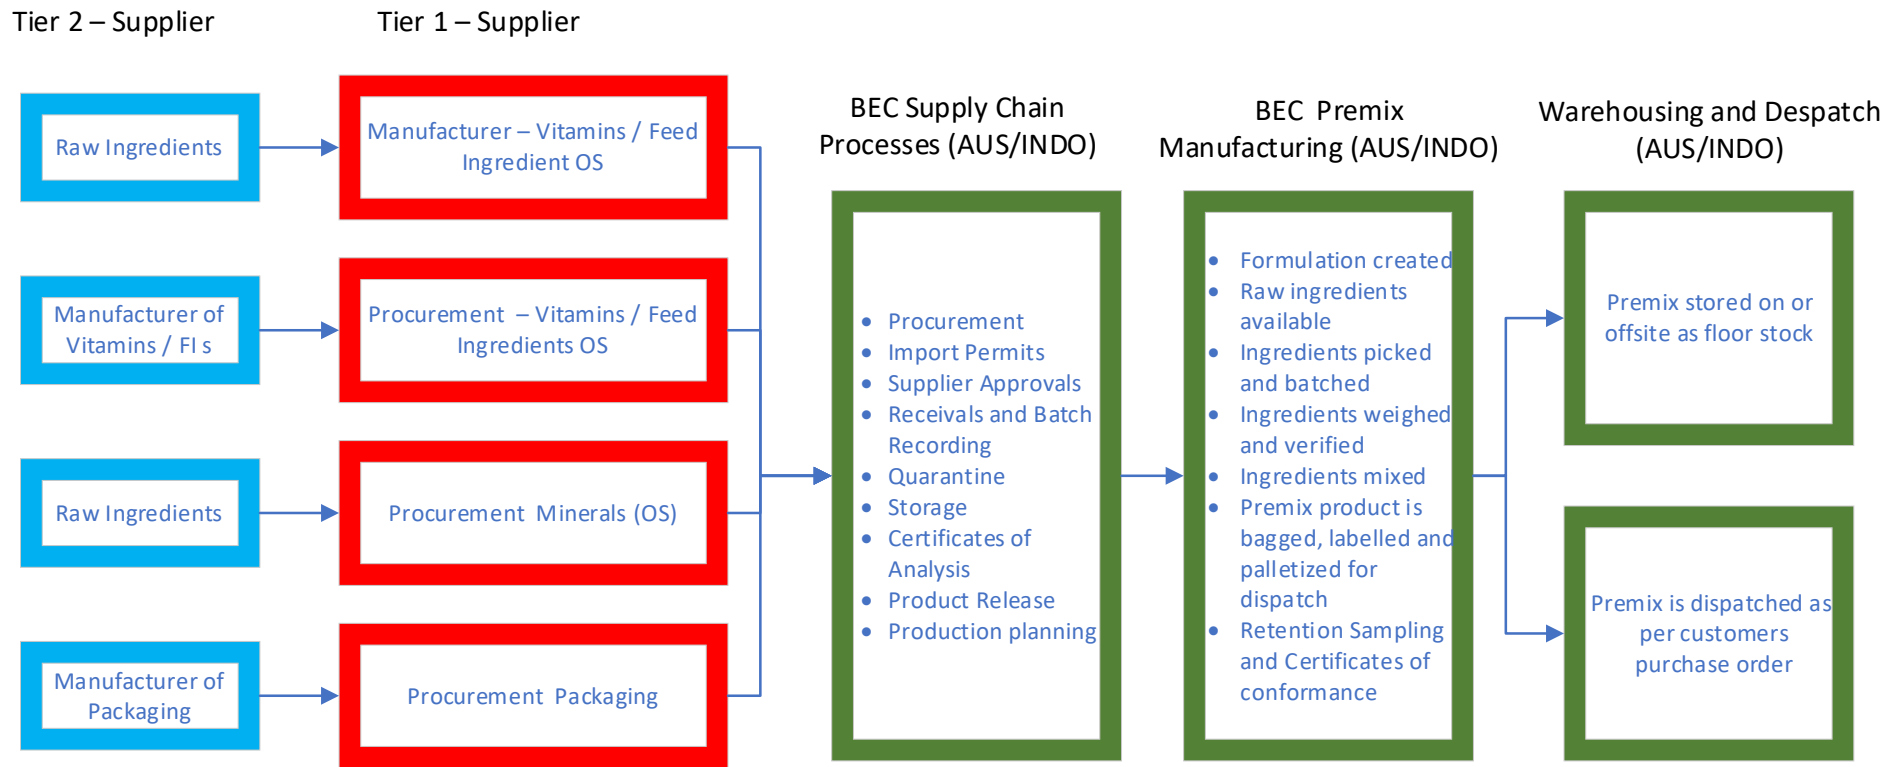 Tier 2 – Supplier
Tier 1 – Supplier
Raw Ingredients
Manufacturer of
Vitamins / FI s
Raw Ingredients
Manufacturer of
Packaging
Manufacturer – Vitamins / Feed
Ingredient OS
Procurement – Vitamins / Feed
Ingredients OS
Procurement Minerals (OS)
Procurement Packaging
BEC Supply Chain
Processes (AUS/INDO)
• Procurement
• Import Permits
• Supplier Approvals
• Receivals and Batch
Recording
• Quarantine
• Storage
• Certificates of
Analysis
• Product Release
• Production planning
BEC Premix
Manufacturing (AUS/INDO)
• Formulation created
• Raw ingredients
available
• Ingredients picked
and batched
• Ingredients weighed
and verified
• Ingredients mixed
• Premix product is
bagged, labelled and
palletized for
dispatch
• Retention Sampling
and Certificates of
conformance
Warehousing and Despatch
(AUS/INDO)
Premix stored on or
offsite as floor stock
Premix is dispatched as
per customers
purchase order